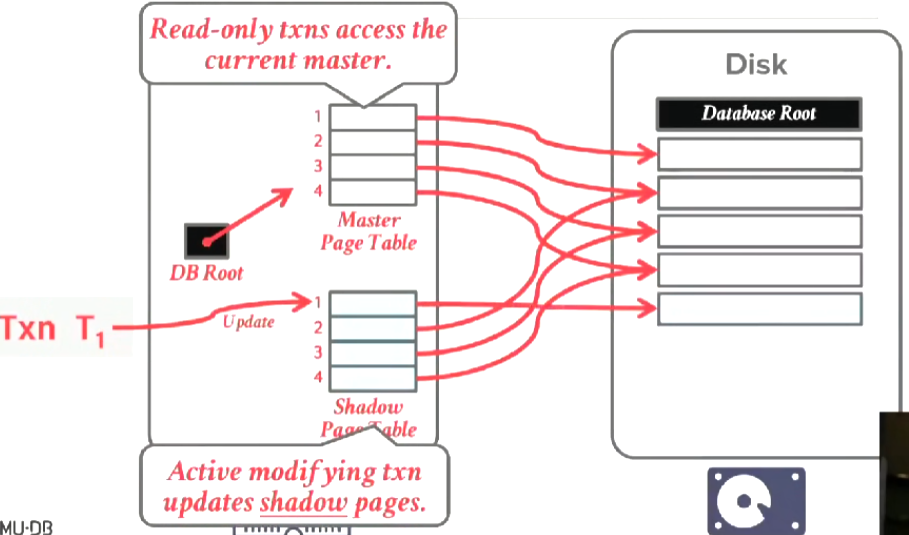 Read-only txns access the
current master.
Disk
Database Root
1
2
3
4
Master
Page Table
DB Root
Txn T1
Update
1
2
3
4
Shadow
Page Table
Active modifying txn
updates shadow pages.
MU·DB